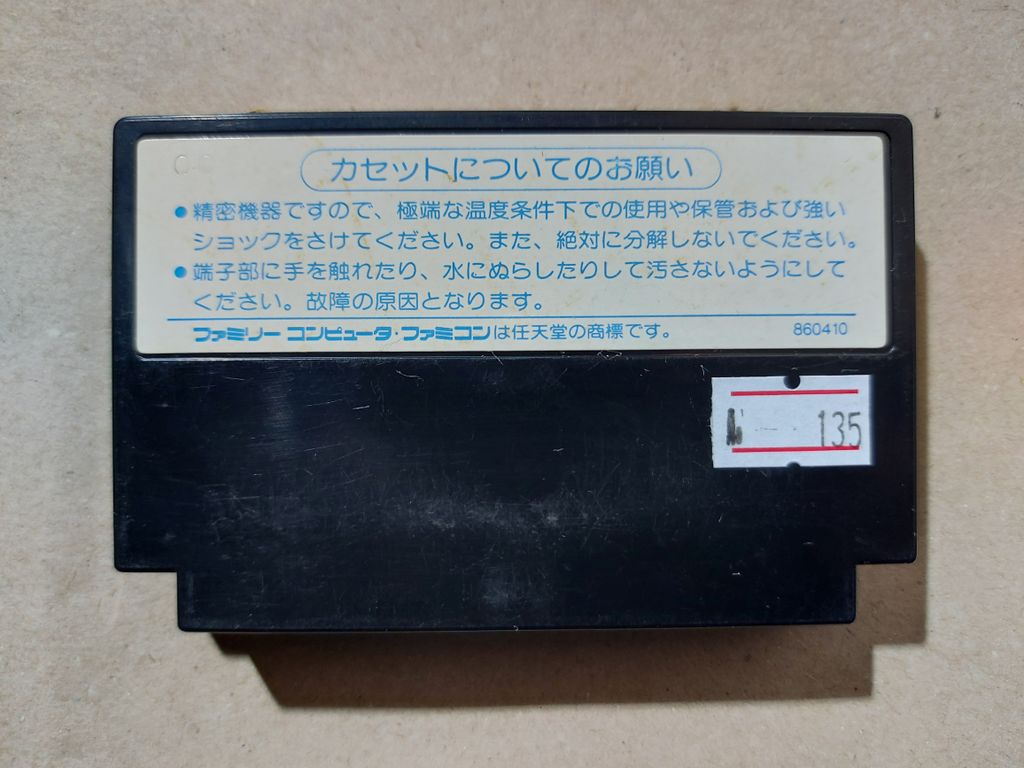 カセットについてのお願い
●精密機器ですので、極端な温度条件下での使用や保管および強い
ショックをさけてください。また、絶対に分解しないでください。
●端子部に手を触れたり、水にぬらしたりして汚さないようにして
ください。故障の原因となります。
ファミリー コンピュータ・ファミコンは任天堂の商標です。
860410
135